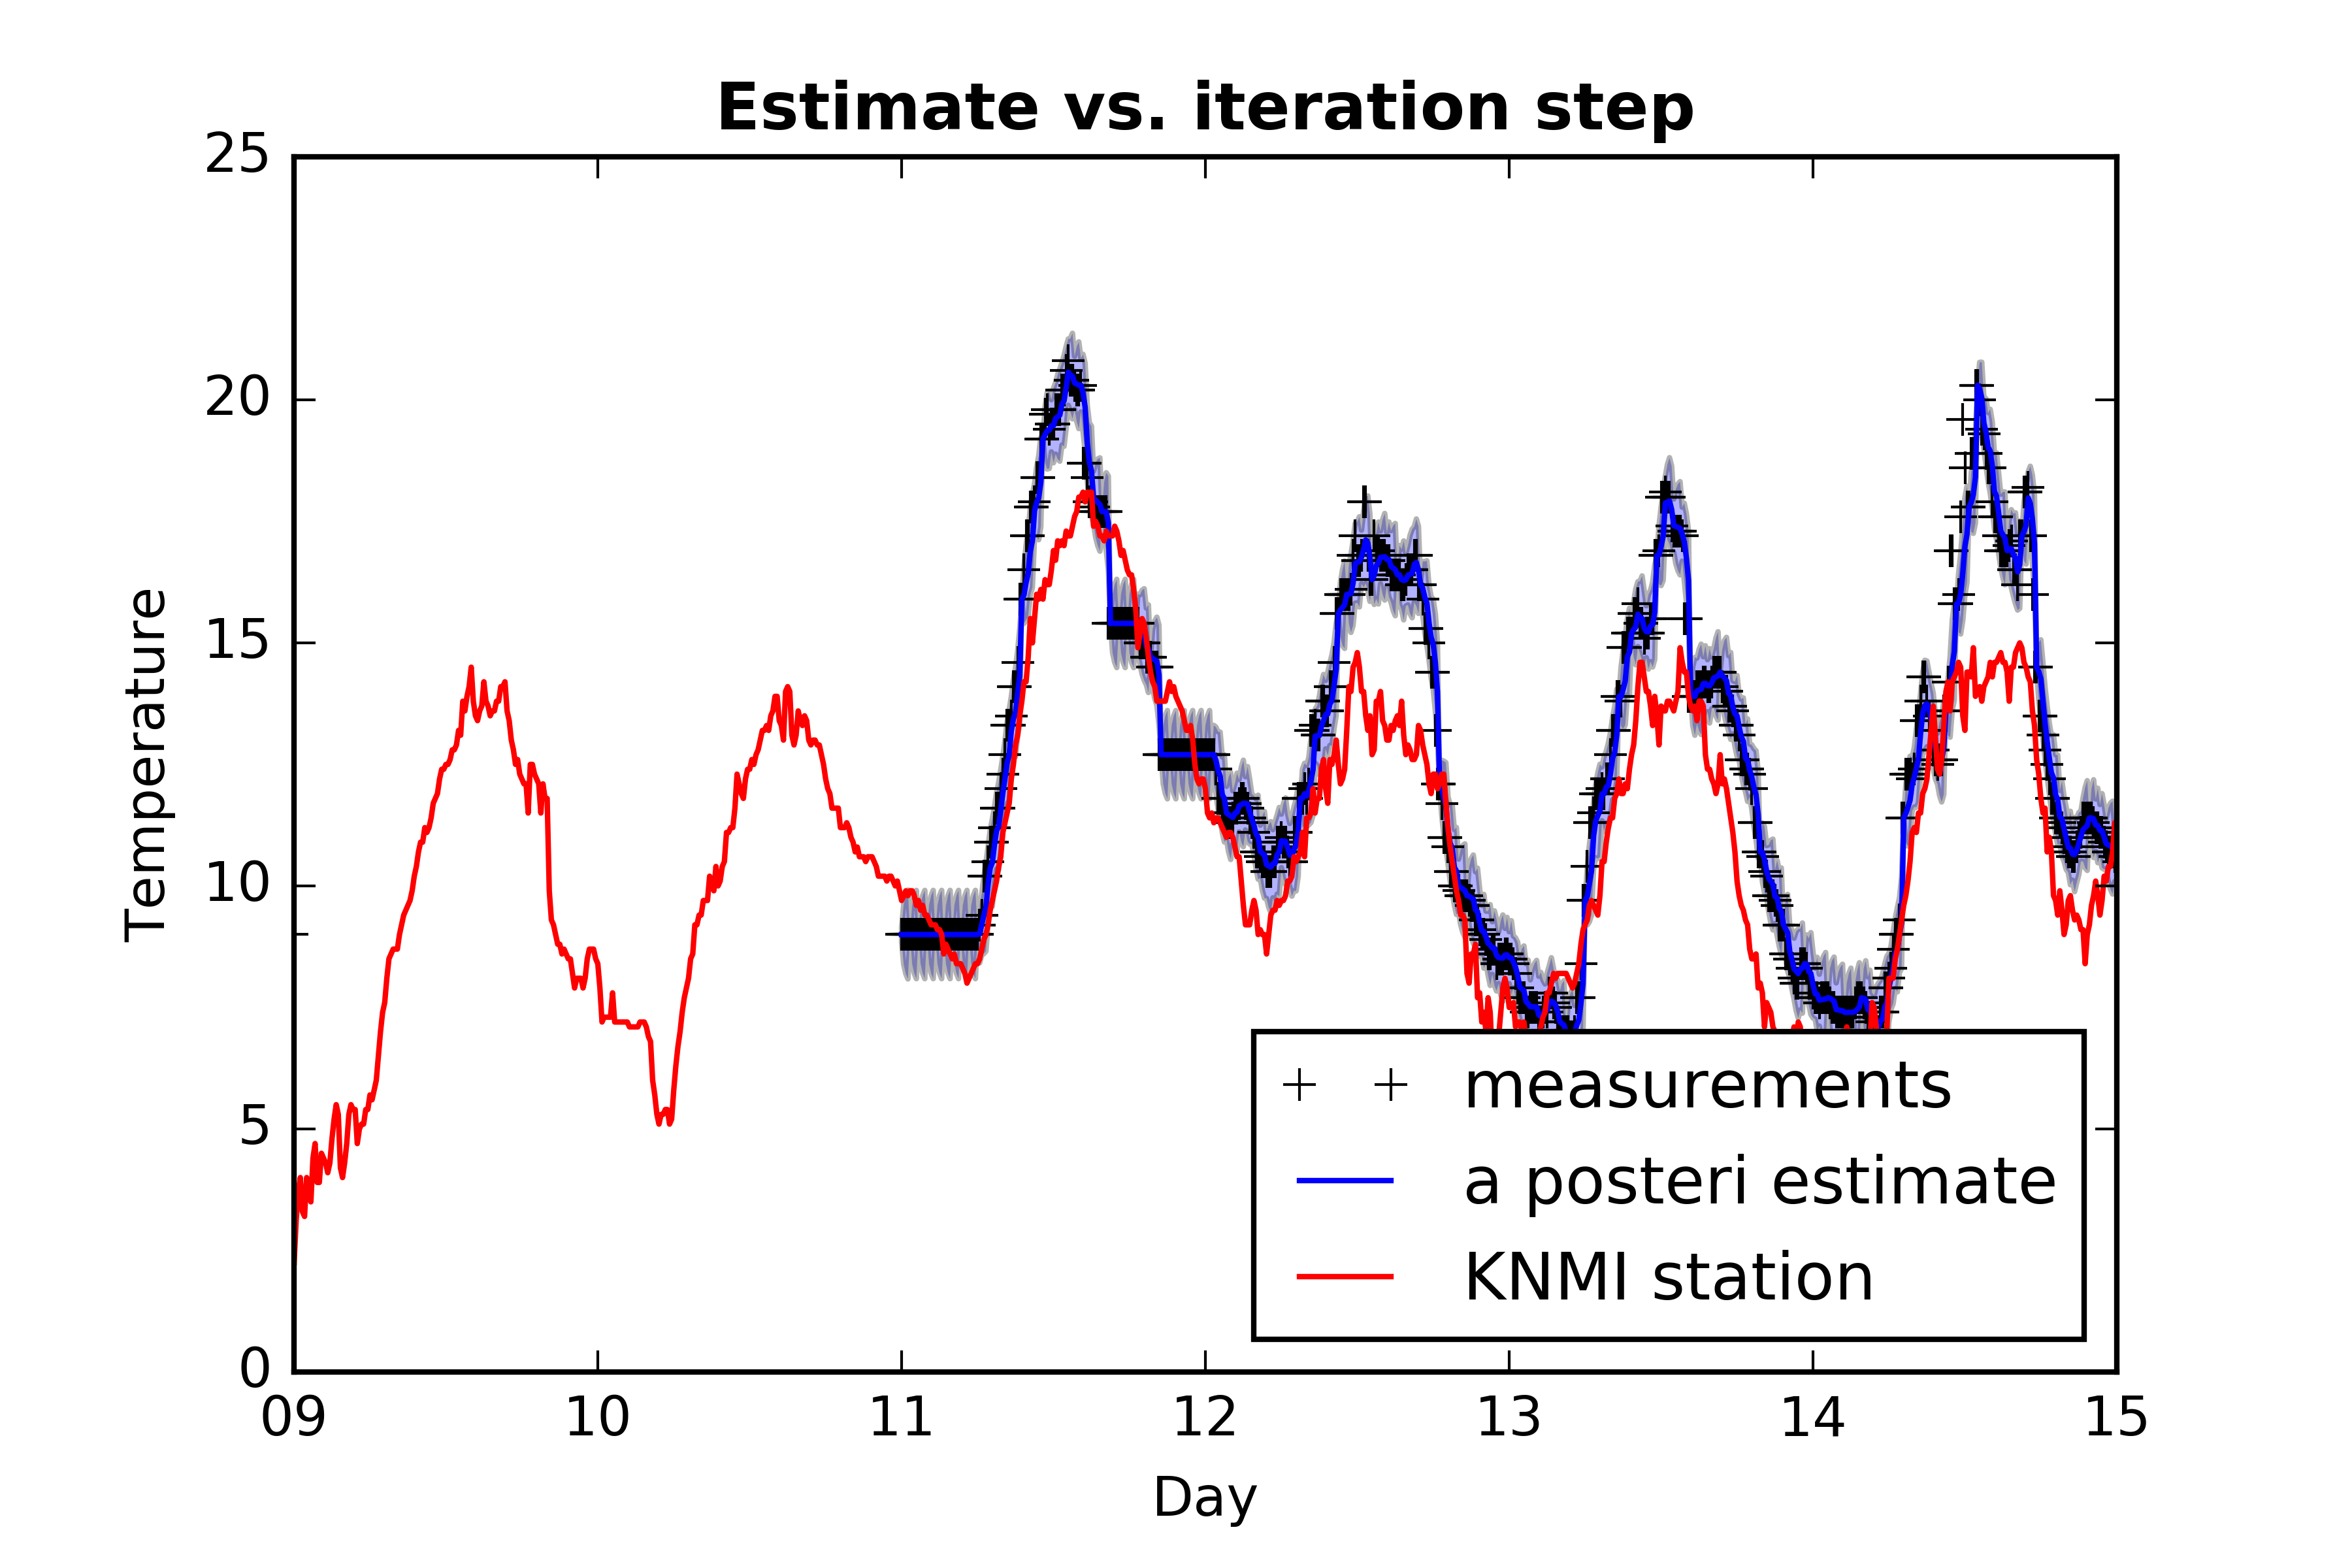 Estimate vs. iteration step
25
20
15
10
5
0
Temperature
09 10 11 12 13 14 15
Day
measurements
a posteri estimate
KNMI station